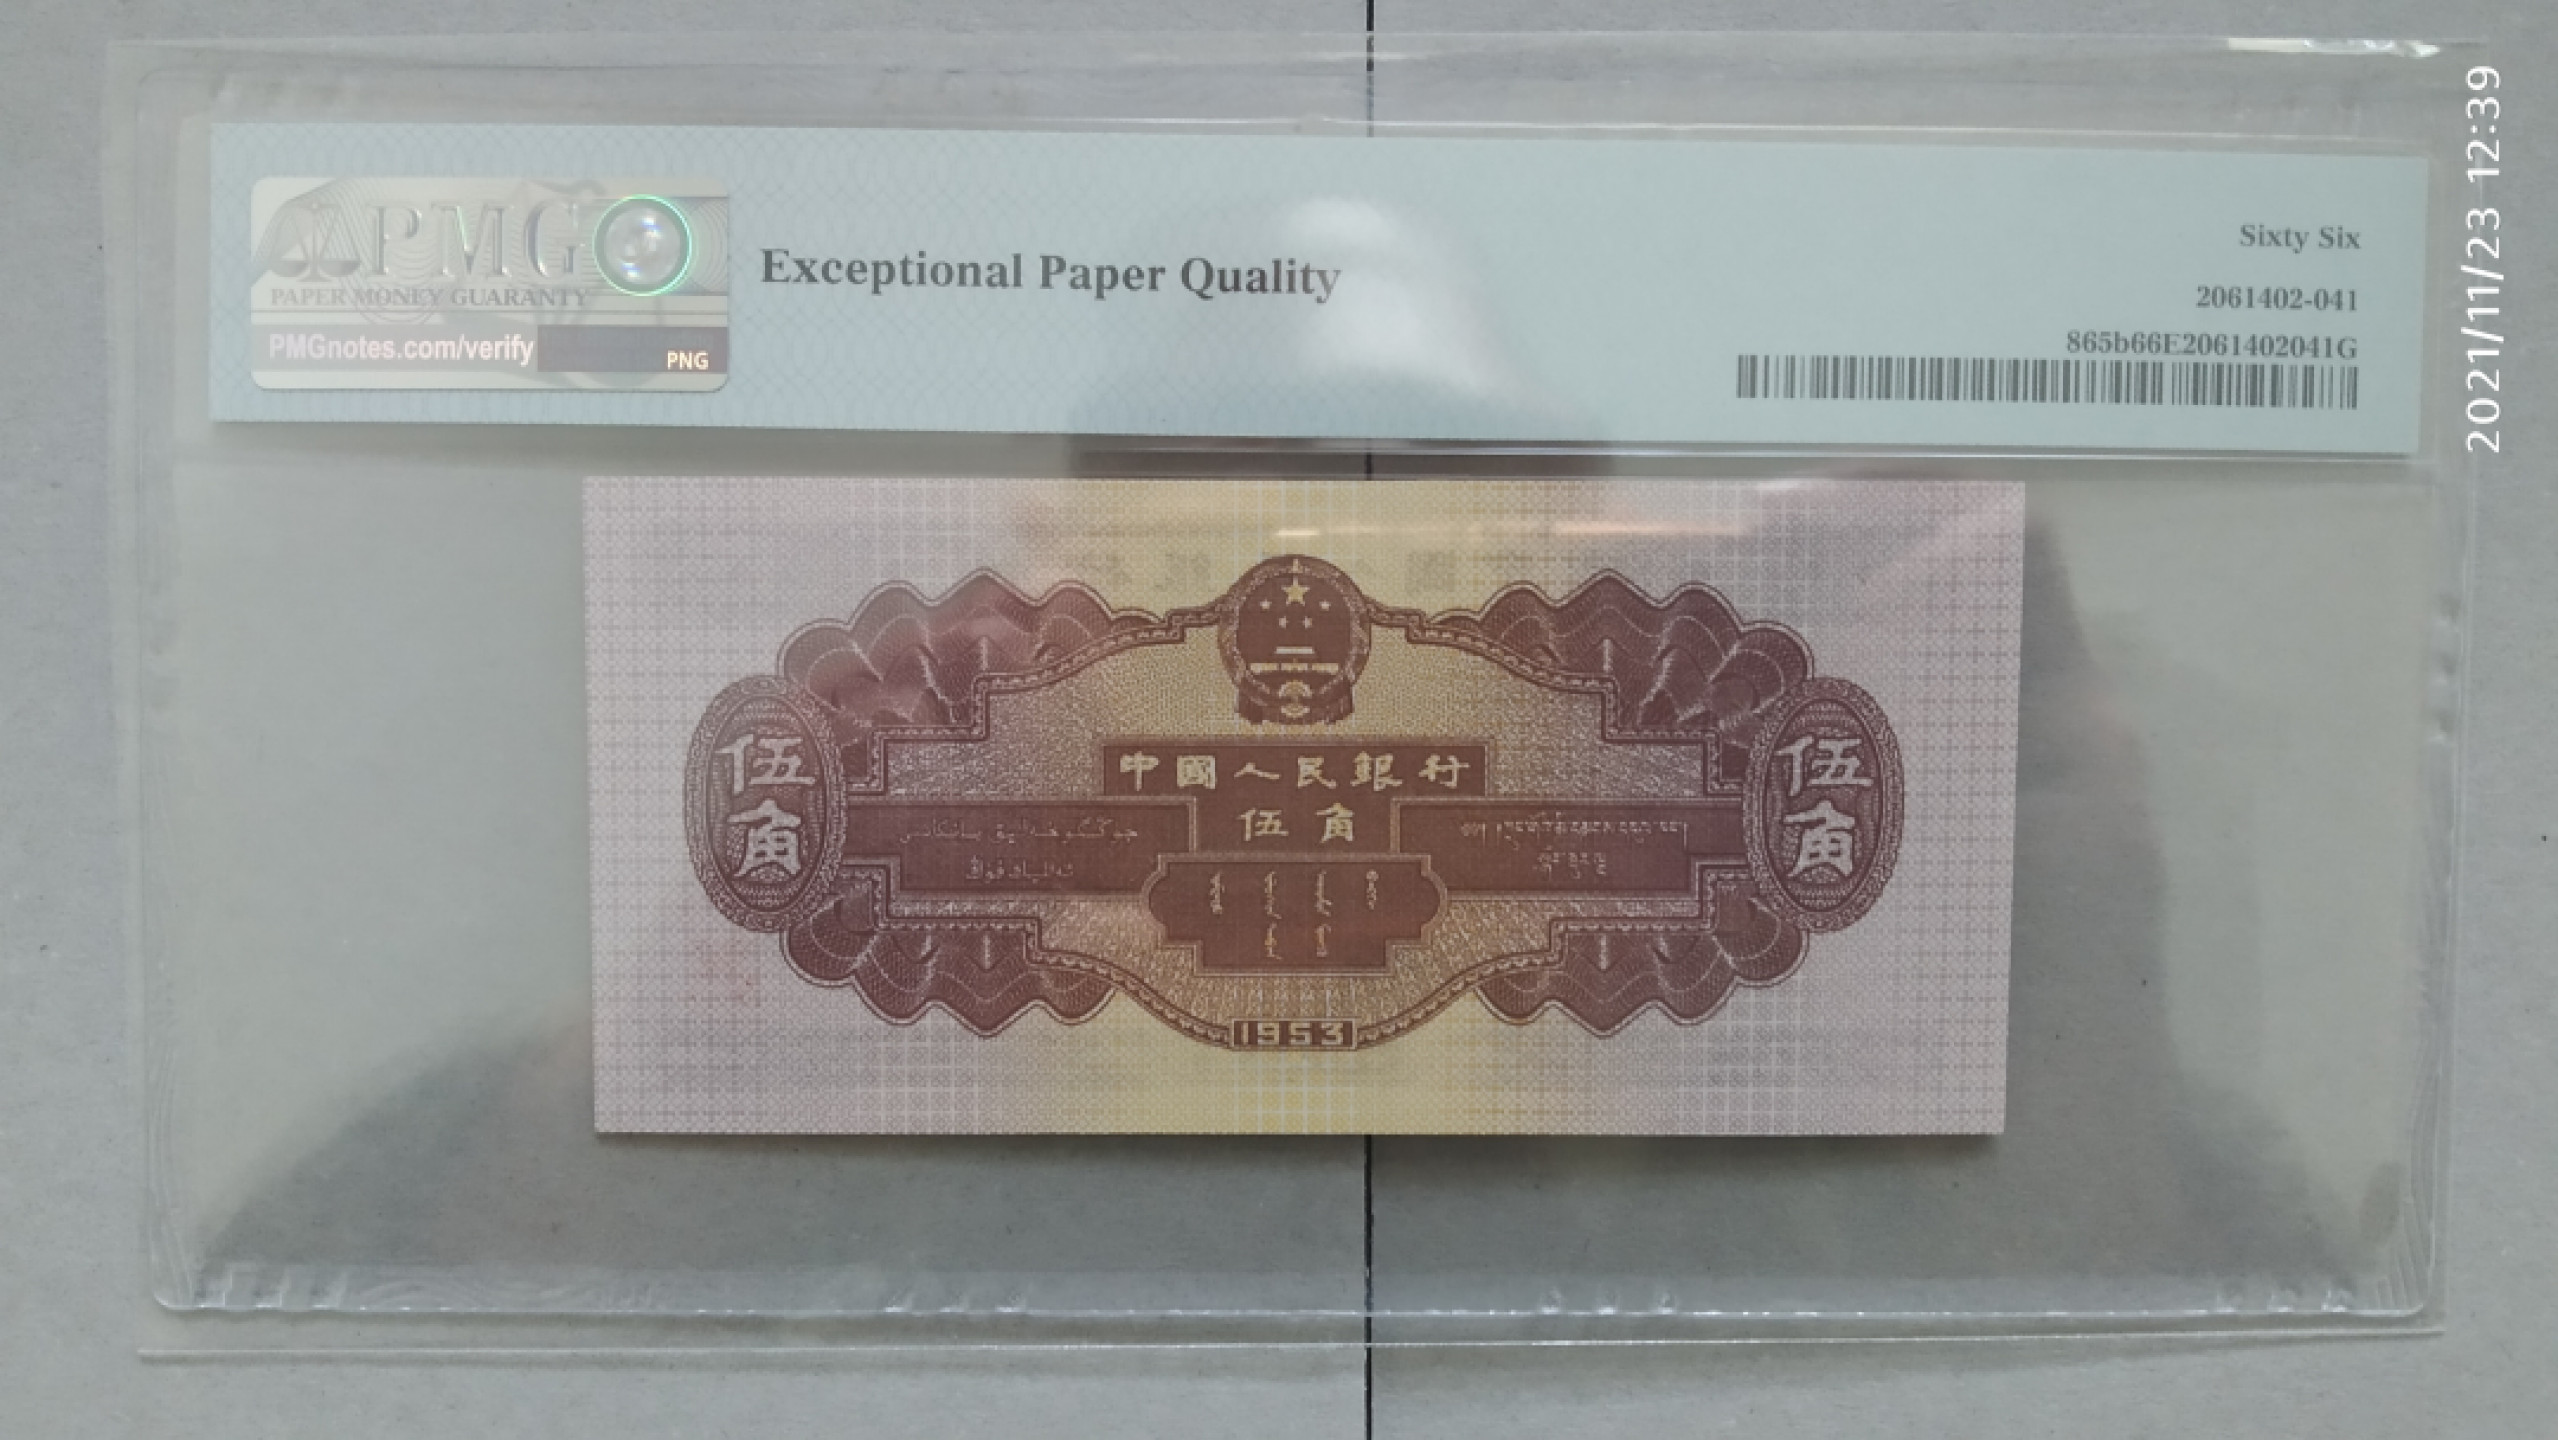 PMG
PAPER MONEY GUARANTY
PMGnotes.com/verify
PNG
Exceptional Paper Quality
Sixty Six
2061402-041
865b66E2061402041G
2021/11/23 12:39
中國人民銀行
伍角
伍角
伍角
1953